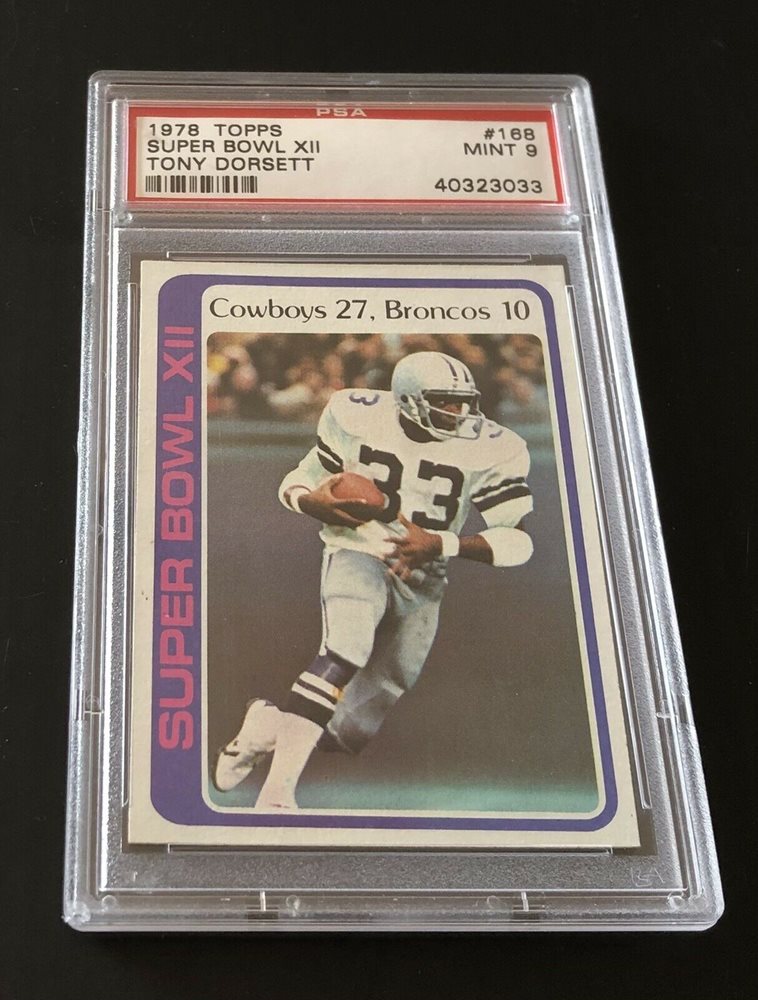 PSA
1978 TOPPS #168
SUPER BOWL XII MINT 9
TONY DORSETT
40323033
Cowboys 27, Broncos 10
SUPER BOWL XII
33
33